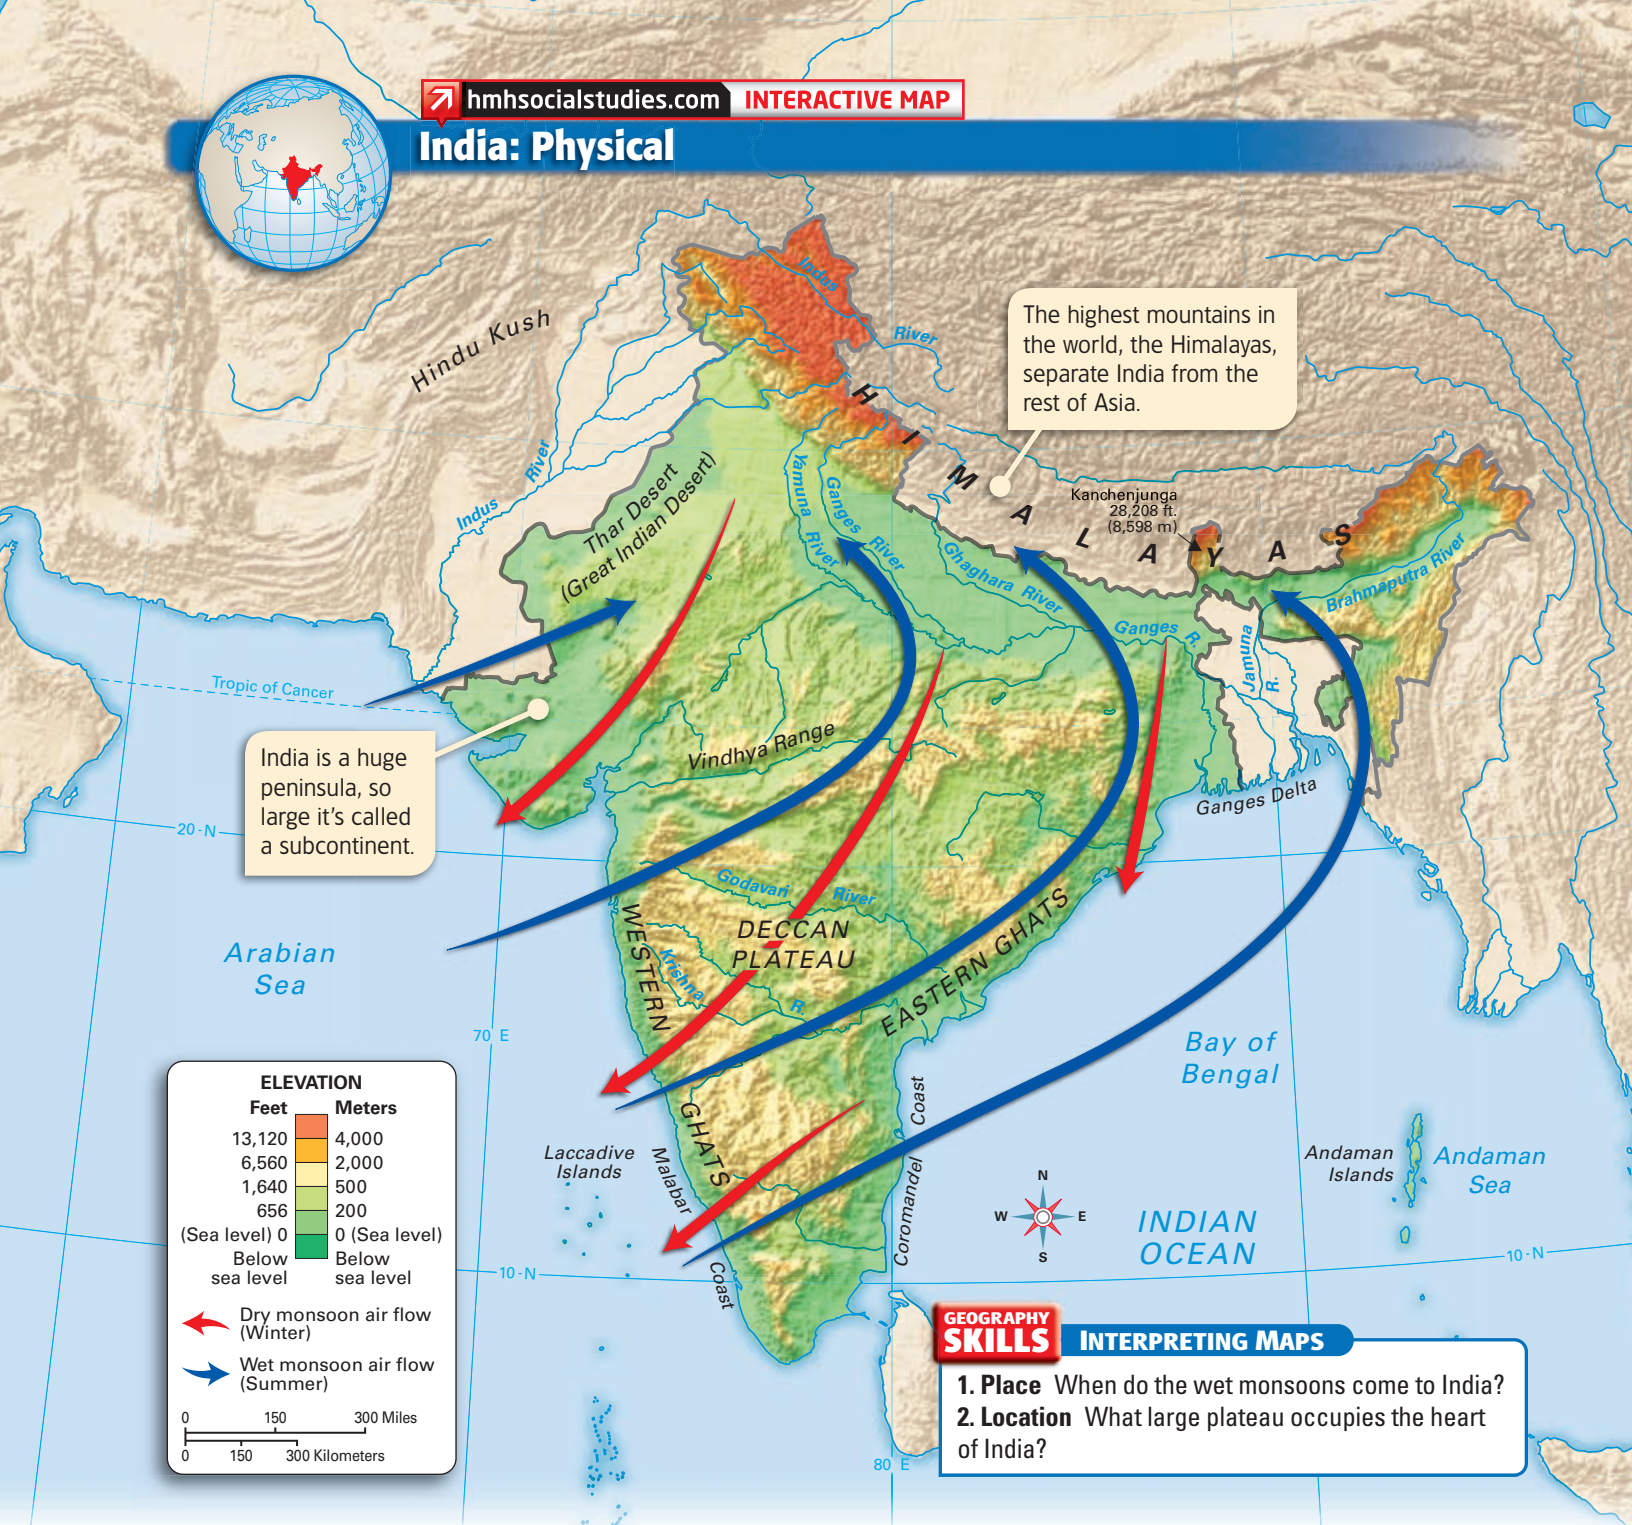 hmhsocialstudies.com INTERACTIVE MAP
India: Physical
Hindu Kush
Indus
River
The highest mountains in
the world, the Himalayas,
separate India from the
rest of Asia.
HIMALAYAS
Kanchenjunga
28,208 ft.
(8,598 m)
Indus
River
Thar Desert
(Great Indian Desert)
Yamuna
River
Ganges
River
Ghaghara River
Ganges R.
Brahmaputra River
Jamuna
R.
Tropic of Cancer
India is a huge
peninsula, so
large it's called
a subcontinent.
Vindhya Range
Ganges Delta
20°N
Godavari River
DECCAN
PLATEAU
WESTERN
GHATS
Krishna
R.
EASTERN GHATS
Arabian
Sea
70°E
Bay of
Bengal
Coromandel Coast
Malabar
Coast
Laccadive
Islands
Andaman
Islands
Andaman
Sea
N
W E
S
INDIAN
OCEAN
10°N
10°N
80°E
ELEVATION
Feet Meters
13,120 4,000
6,560 2,000
1,640 500
656 200
(Sea level) 0 0 (Sea level)
Below Below
sea level sea level
Dry monsoon air flow
(Winter)
Wet monsoon air flow
(Summer)
0 150 300 Miles
0 150 300 Kilometers
GEOGRAPHY
SKILLS INTERPRETING MAPS
1. Place When do the wet monsoons come to India?
2. Location What large plateau occupies the heart
of India?